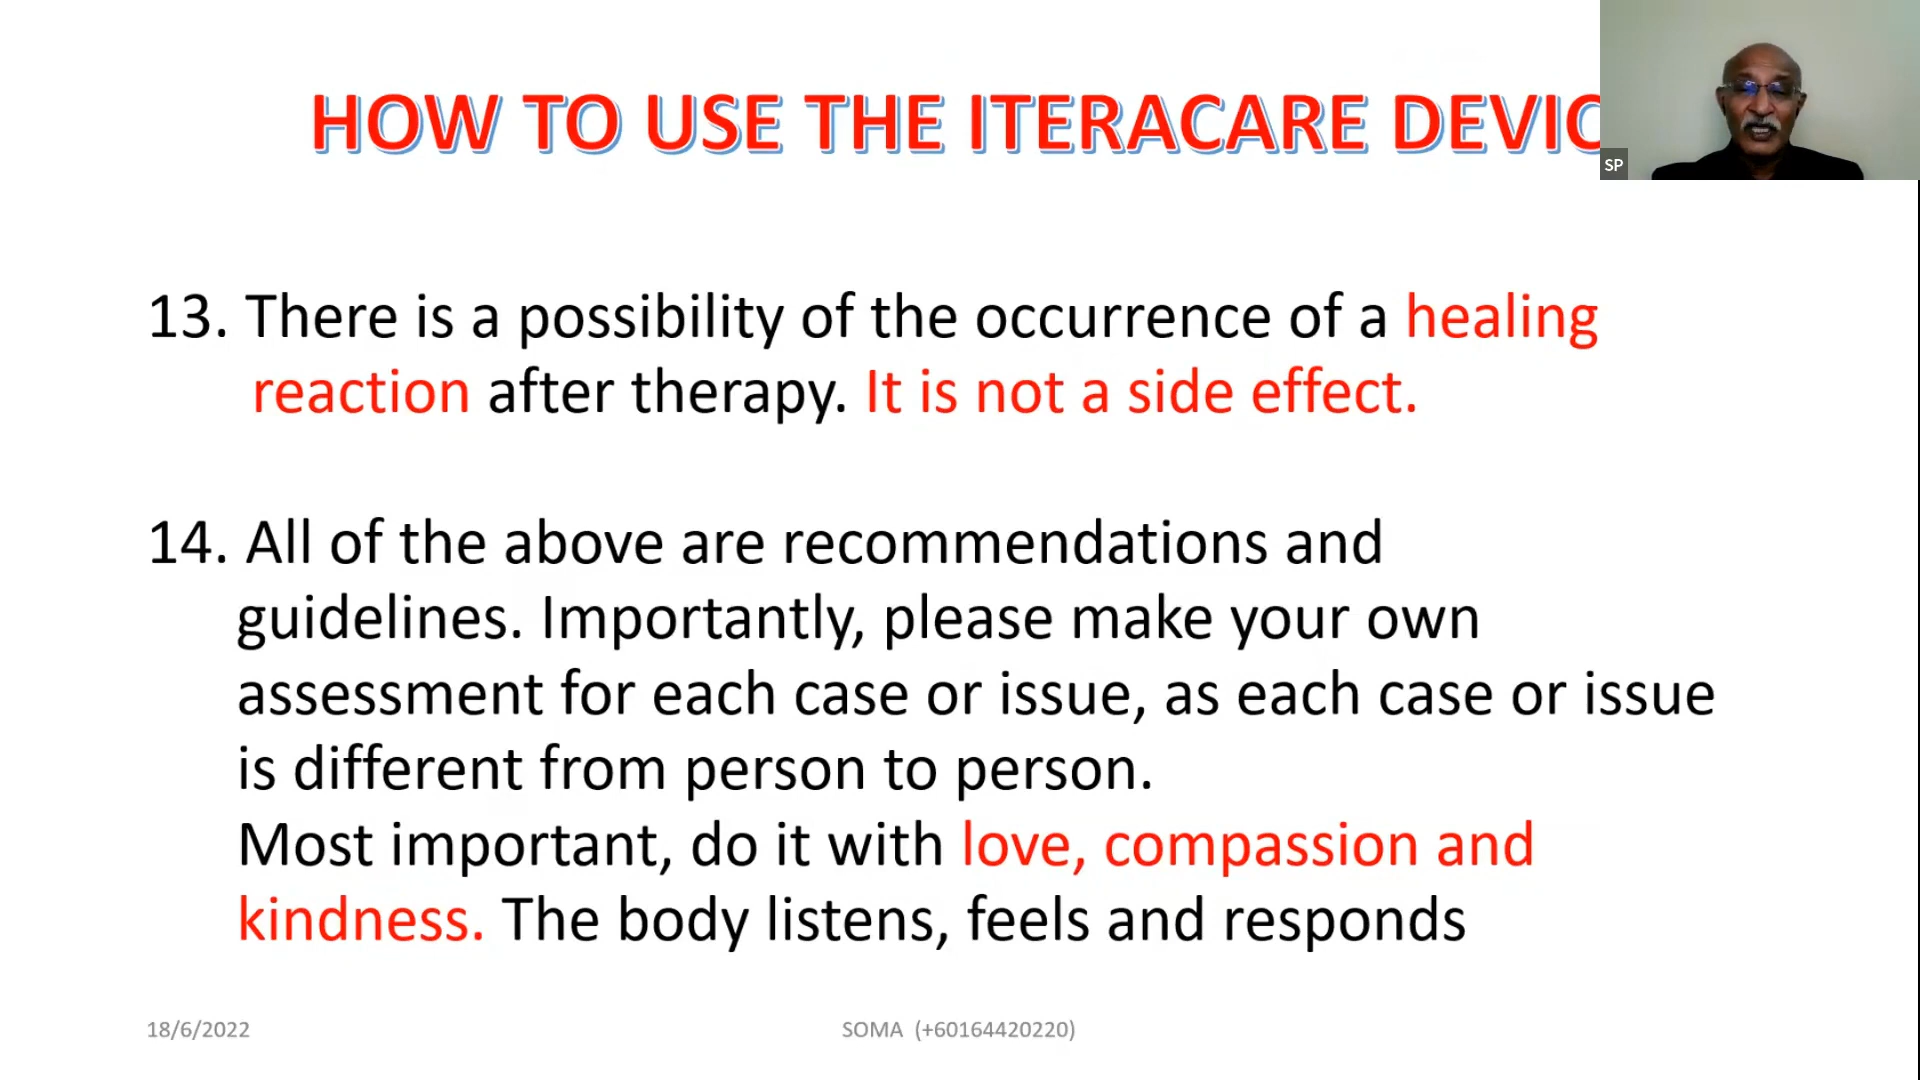 HOW TO USE THE ITERACARE DEVIC
SP
13. There is a possibility of the occurrence of a healing
reaction after therapy. It is not a side effect.
14. All of the above are recommendations and
guidelines. Importantly, please make your own
assessment for each case or issue, as each case or issue
is different from person to person.
Most important, do it with love, compassion and
kindness. The body listens, feels and responds
18/6/2022
SOMA (+60164420220)